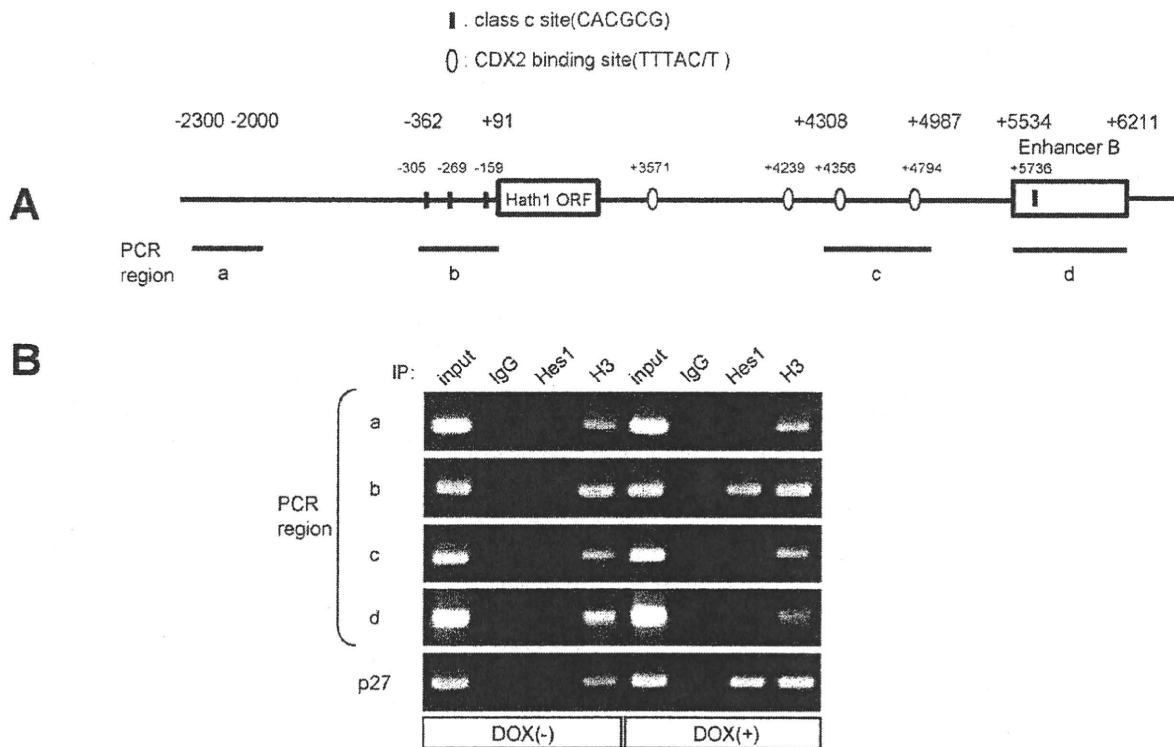 : class c site(CACGCG)
: CDX2 binding site(TTTAC/T )
-2300 -2000 -362 +91 +4308 +4987 +5534 +6211
Enhancer B
-305 -269 -159 +3571 +4239 +4356 +4794 +5736
A
Hath1 ORF
PCR region
a b c d
B
IP: input IgG Hes1 H3 input IgG Hes1 H3
PCR region
a
b
c
d
p27
DOX(-) DOX(+)